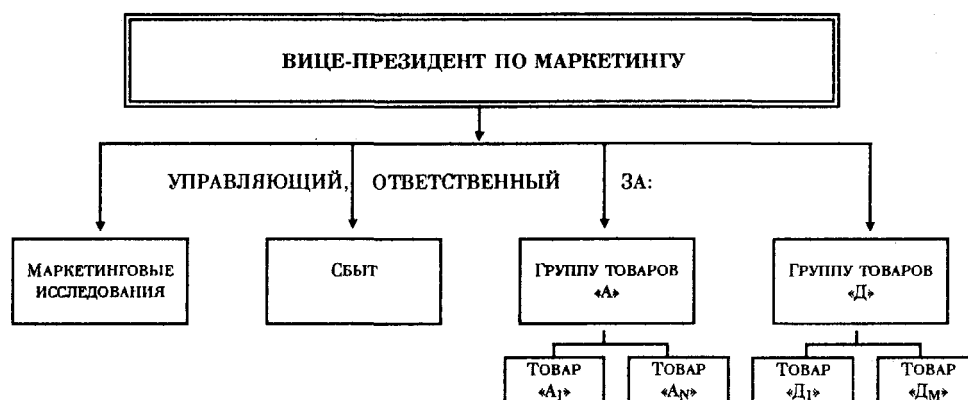 ВИЦЕ-ПРЕЗИДЕНТ ПО МАРКЕТИНГУ
УПРАВЛЯЮЩИЙ, ОТВЕТСТВЕННЫЙ ЗА:
МАРКЕТИНГОВЫЕ
ИССЛЕДОВАНИЯ
СБЫТ
ГРУППУ ТОВАРОВ
«А»
ГРУППУ ТОВАРОВ
«Д»
ТОВАР
«А1»
ТОВАР
«АN»
ТОВАР
«Д1»
ТОВАР
«ДМ»